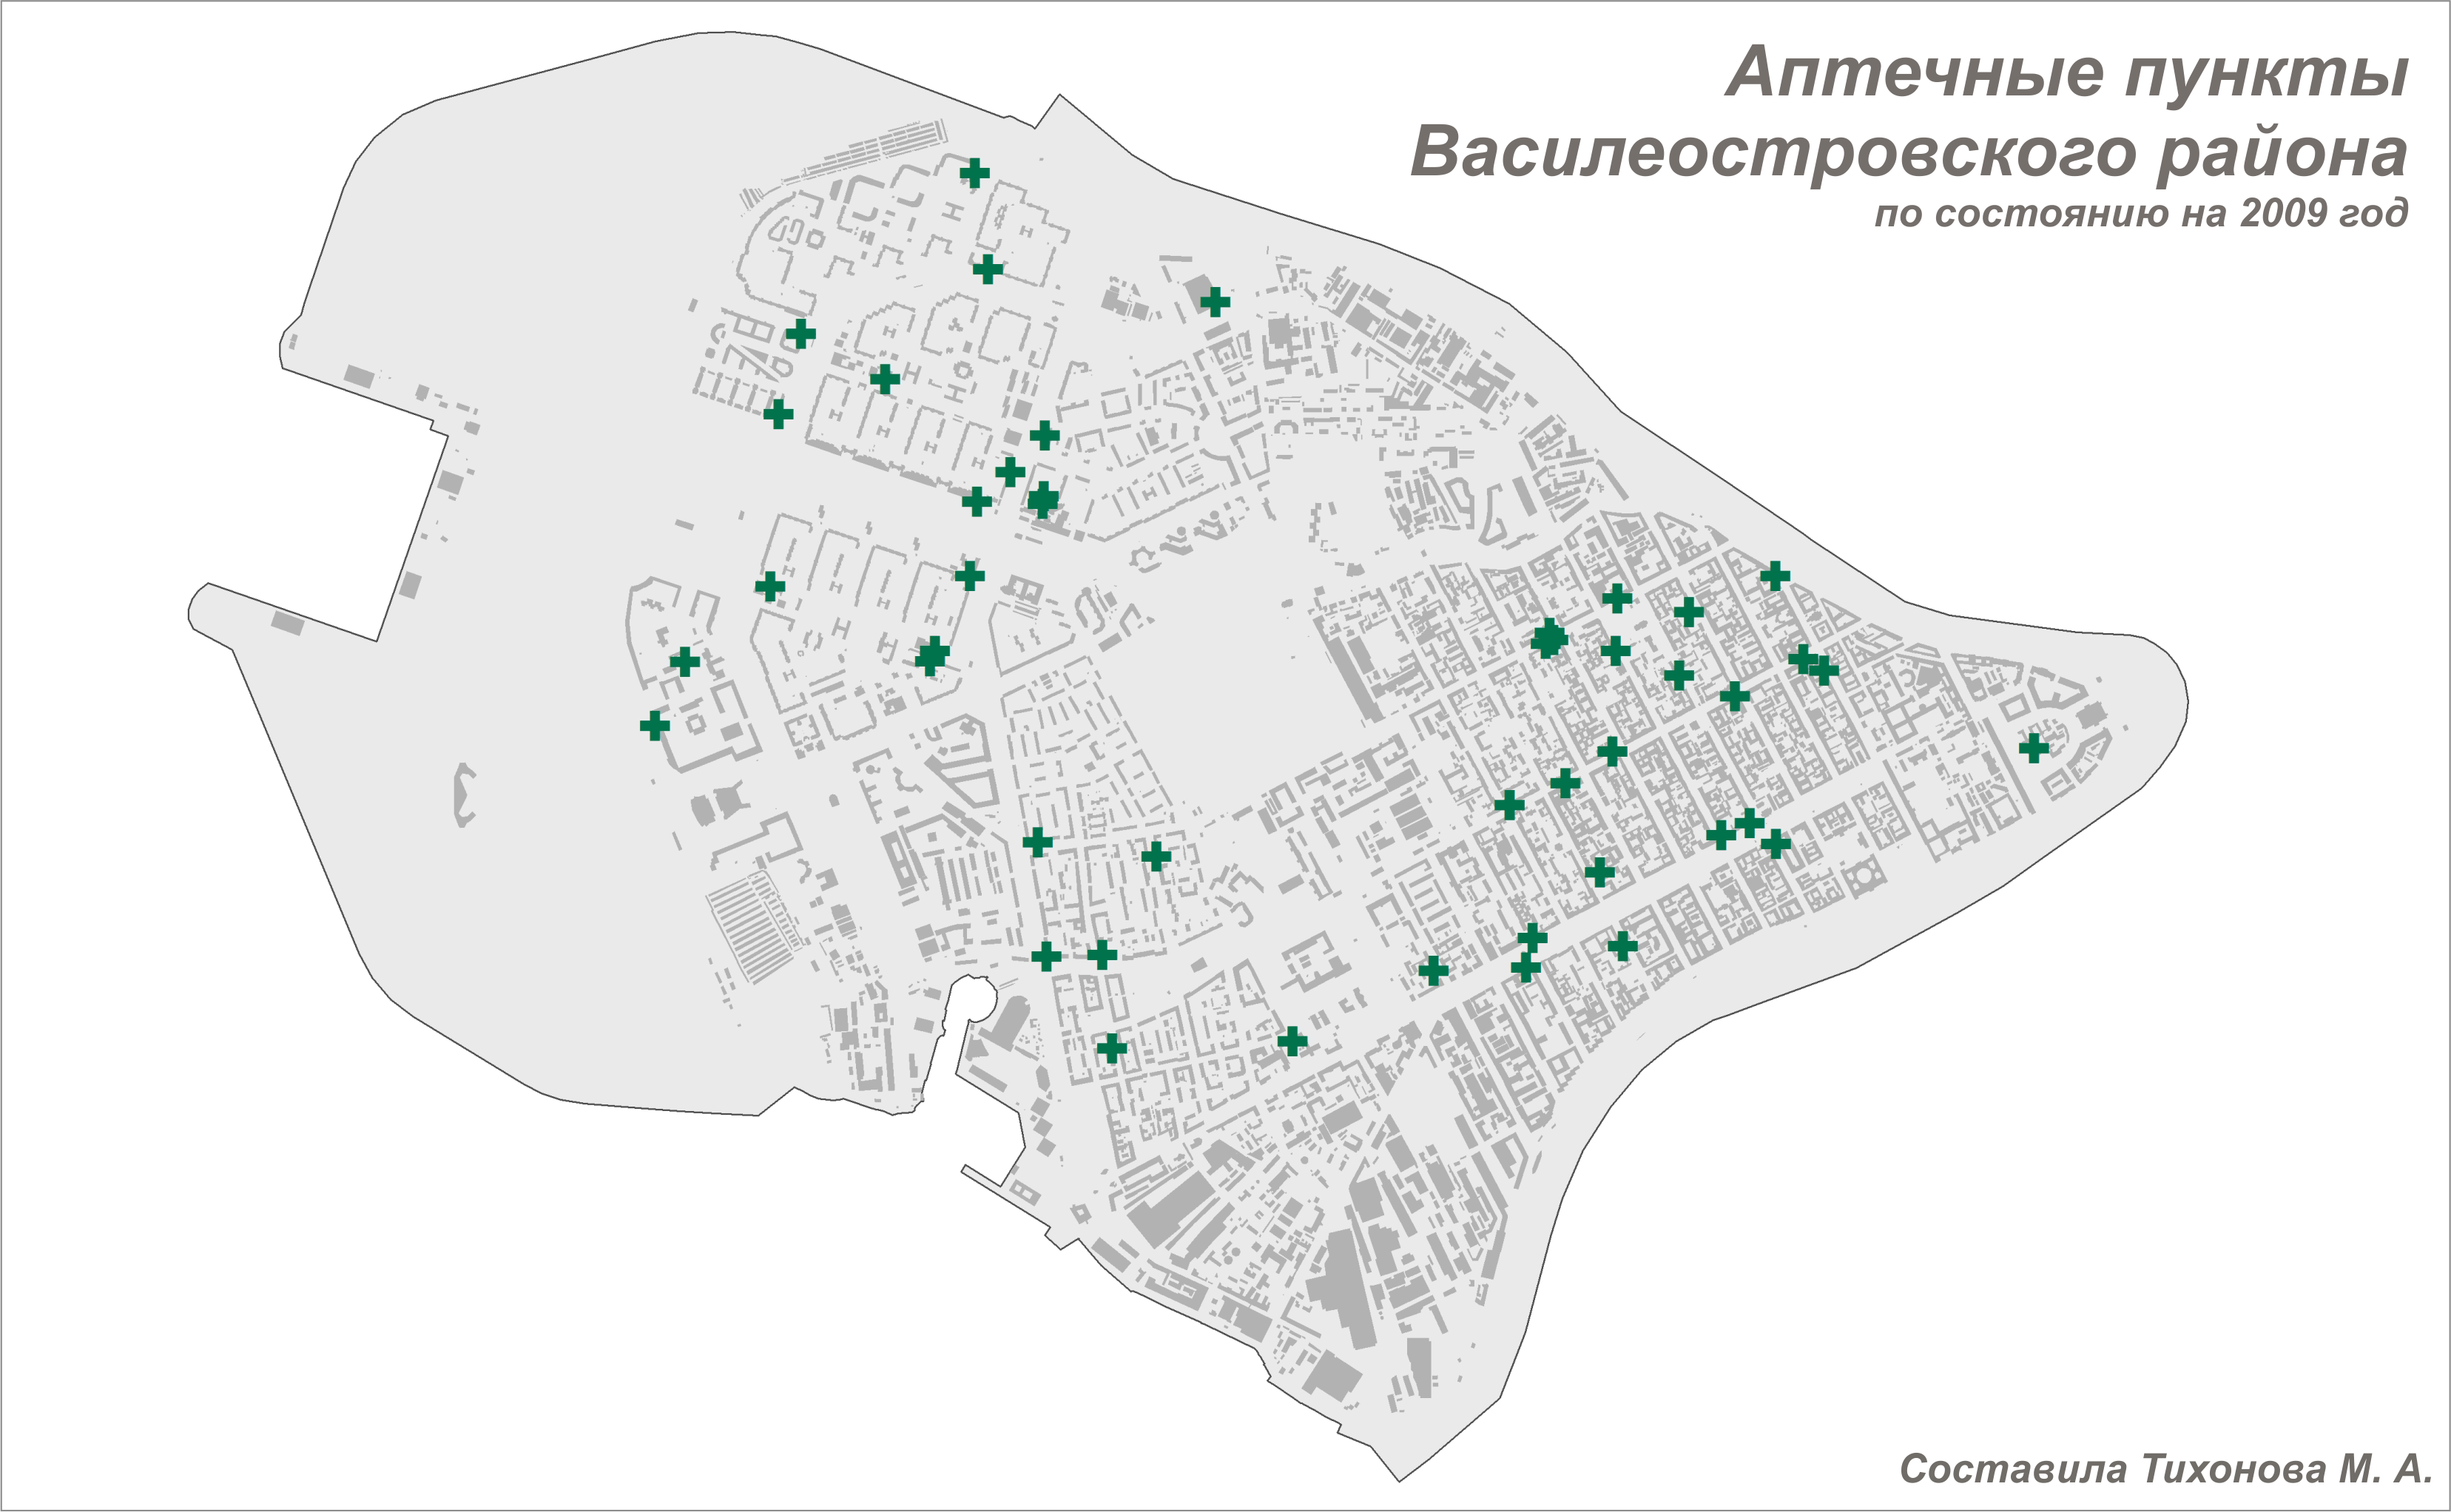 Аптечные пункты
Василеостровского района
по состоянию на 2009 год
Составила Тихонова М. А.